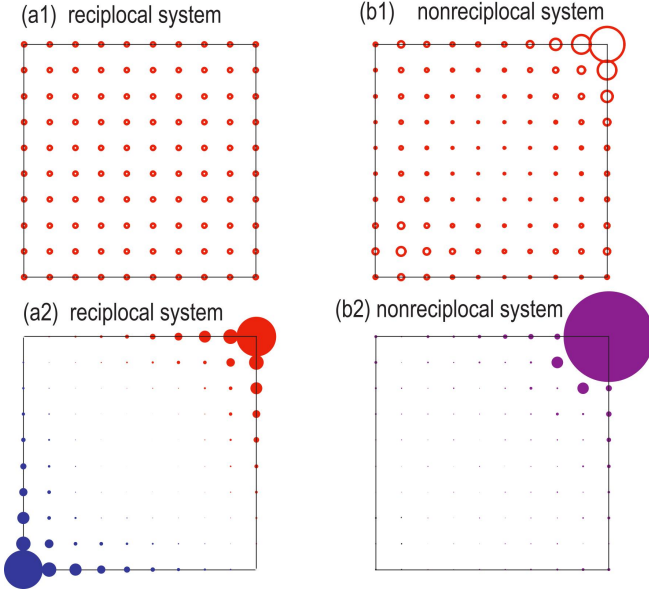 (a1) reciplocal system
(b1) nonreciplocal system
(a2) reciplocal system
(b2) nonreciplocal system